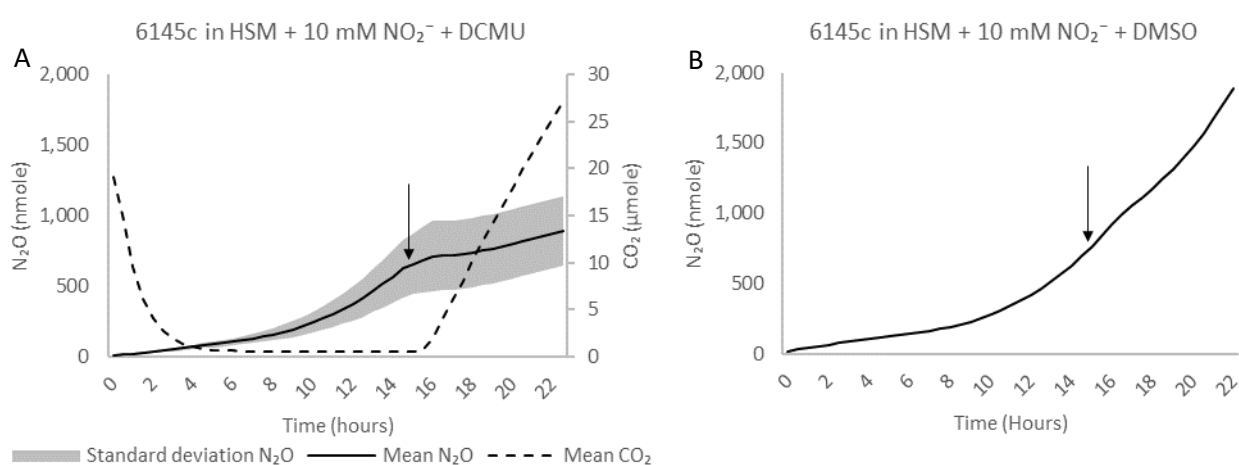 6145c in HSM + 10 mM NO₂⁻ + DCMU
A
2,000
1,500
1,000
500
0
N₂O (nmole)
30
25
20
15
10
5
0
CO₂ (µmole)
0 2 4 6 8 10 12 14 16 18 20 22
Time (hours)
Standard deviation N₂O Mean N₂O Mean CO₂
6145c in HSM + 10 mM NO₂⁻ + DMSO
B
2,000
1,500
1,000
500
0
N₂O (nmole)
0 2 4 6 8 10 12 14 16 18 20 22
Time (Hours)